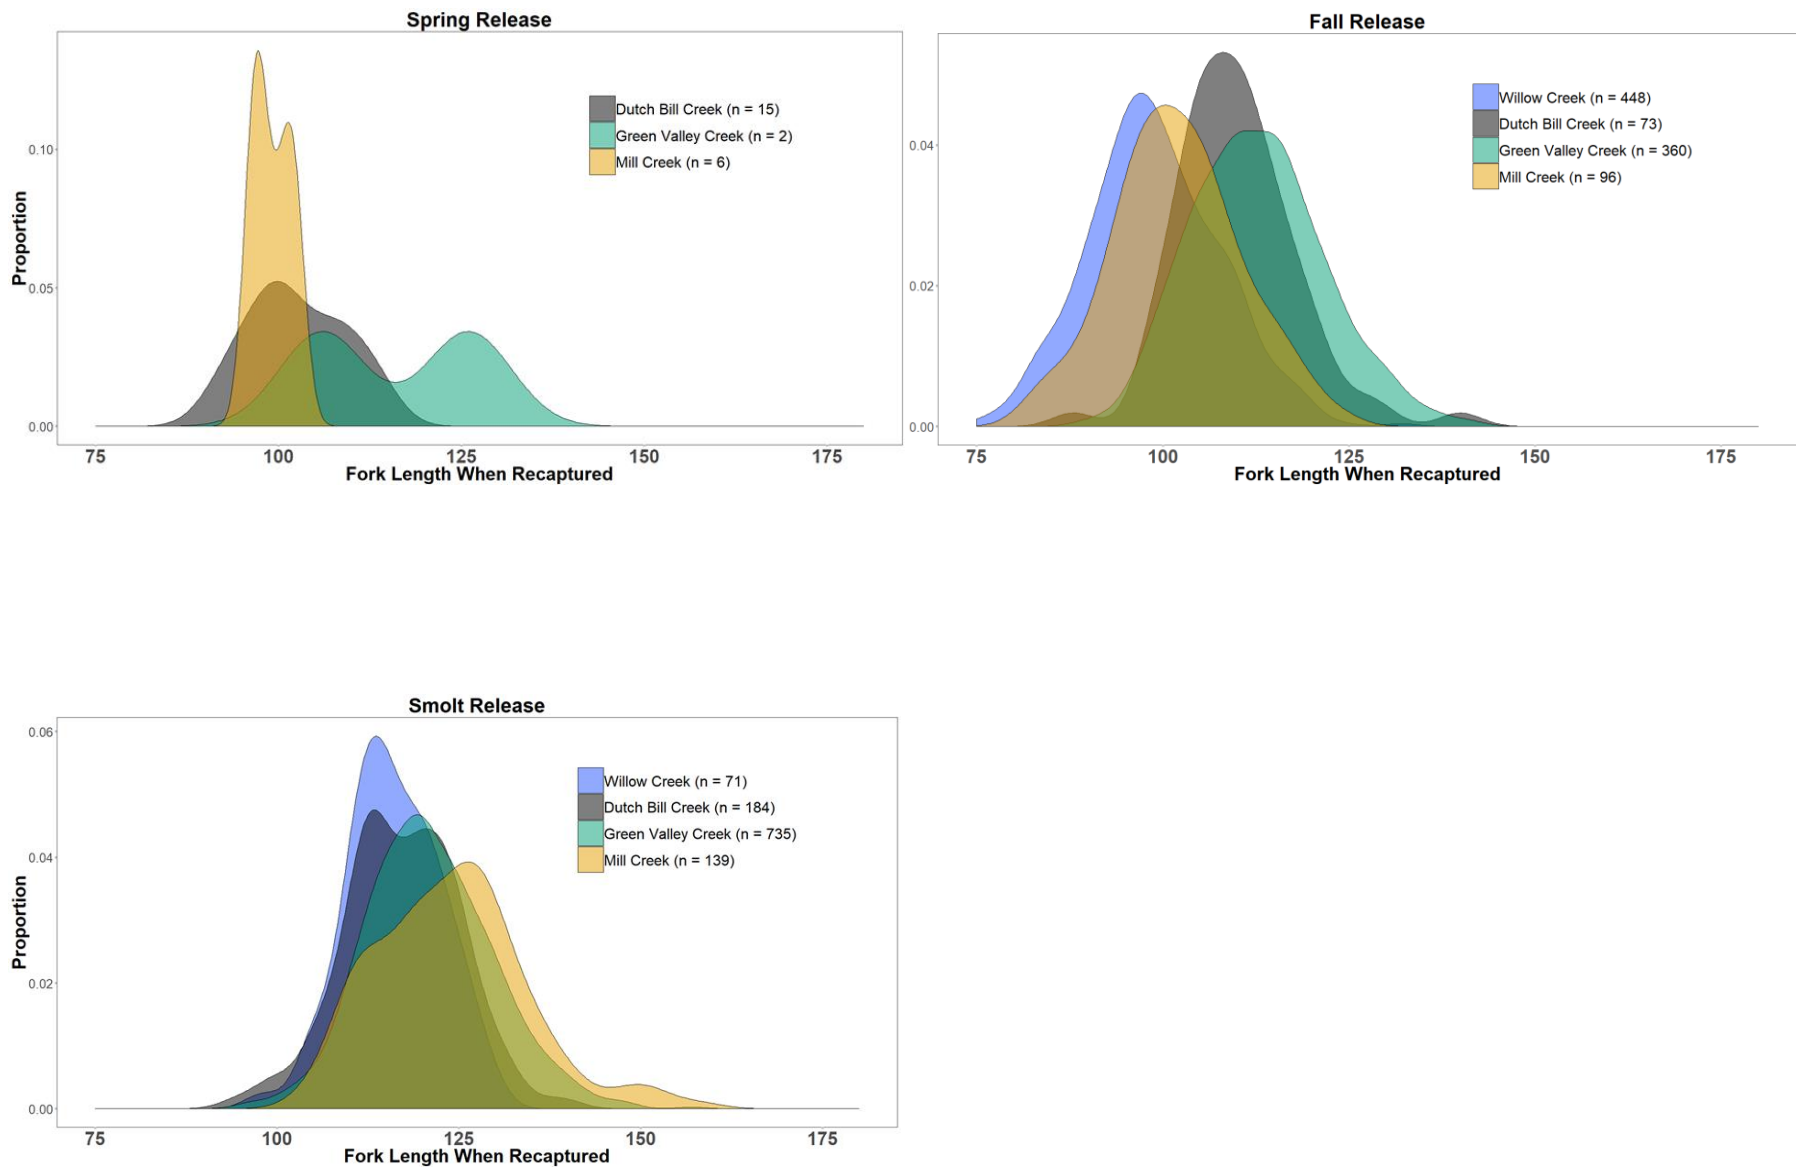 Spring Release
Proportion
0.10
0.05
0.00
Dutch Bill Creek (n = 15)
Green Valley Creek (n = 2)
Mill Creek (n = 6)
75 100 125 150 175
Fork Length When Recaptured
Fall Release
0.04
0.02
0.00
Willow Creek (n = 448)
Dutch Bill Creek (n = 73)
Green Valley Creek (n = 360)
Mill Creek (n = 96)
75 100 125 150 175
Fork Length When Recaptured
Smolt Release
Proportion
0.06
0.04
0.02
0.00
Willow Creek (n = 71)
Dutch Bill Creek (n = 184)
Green Valley Creek (n = 735)
Mill Creek (n = 139)
75 100 125 150 175
Fork Length When Recaptured